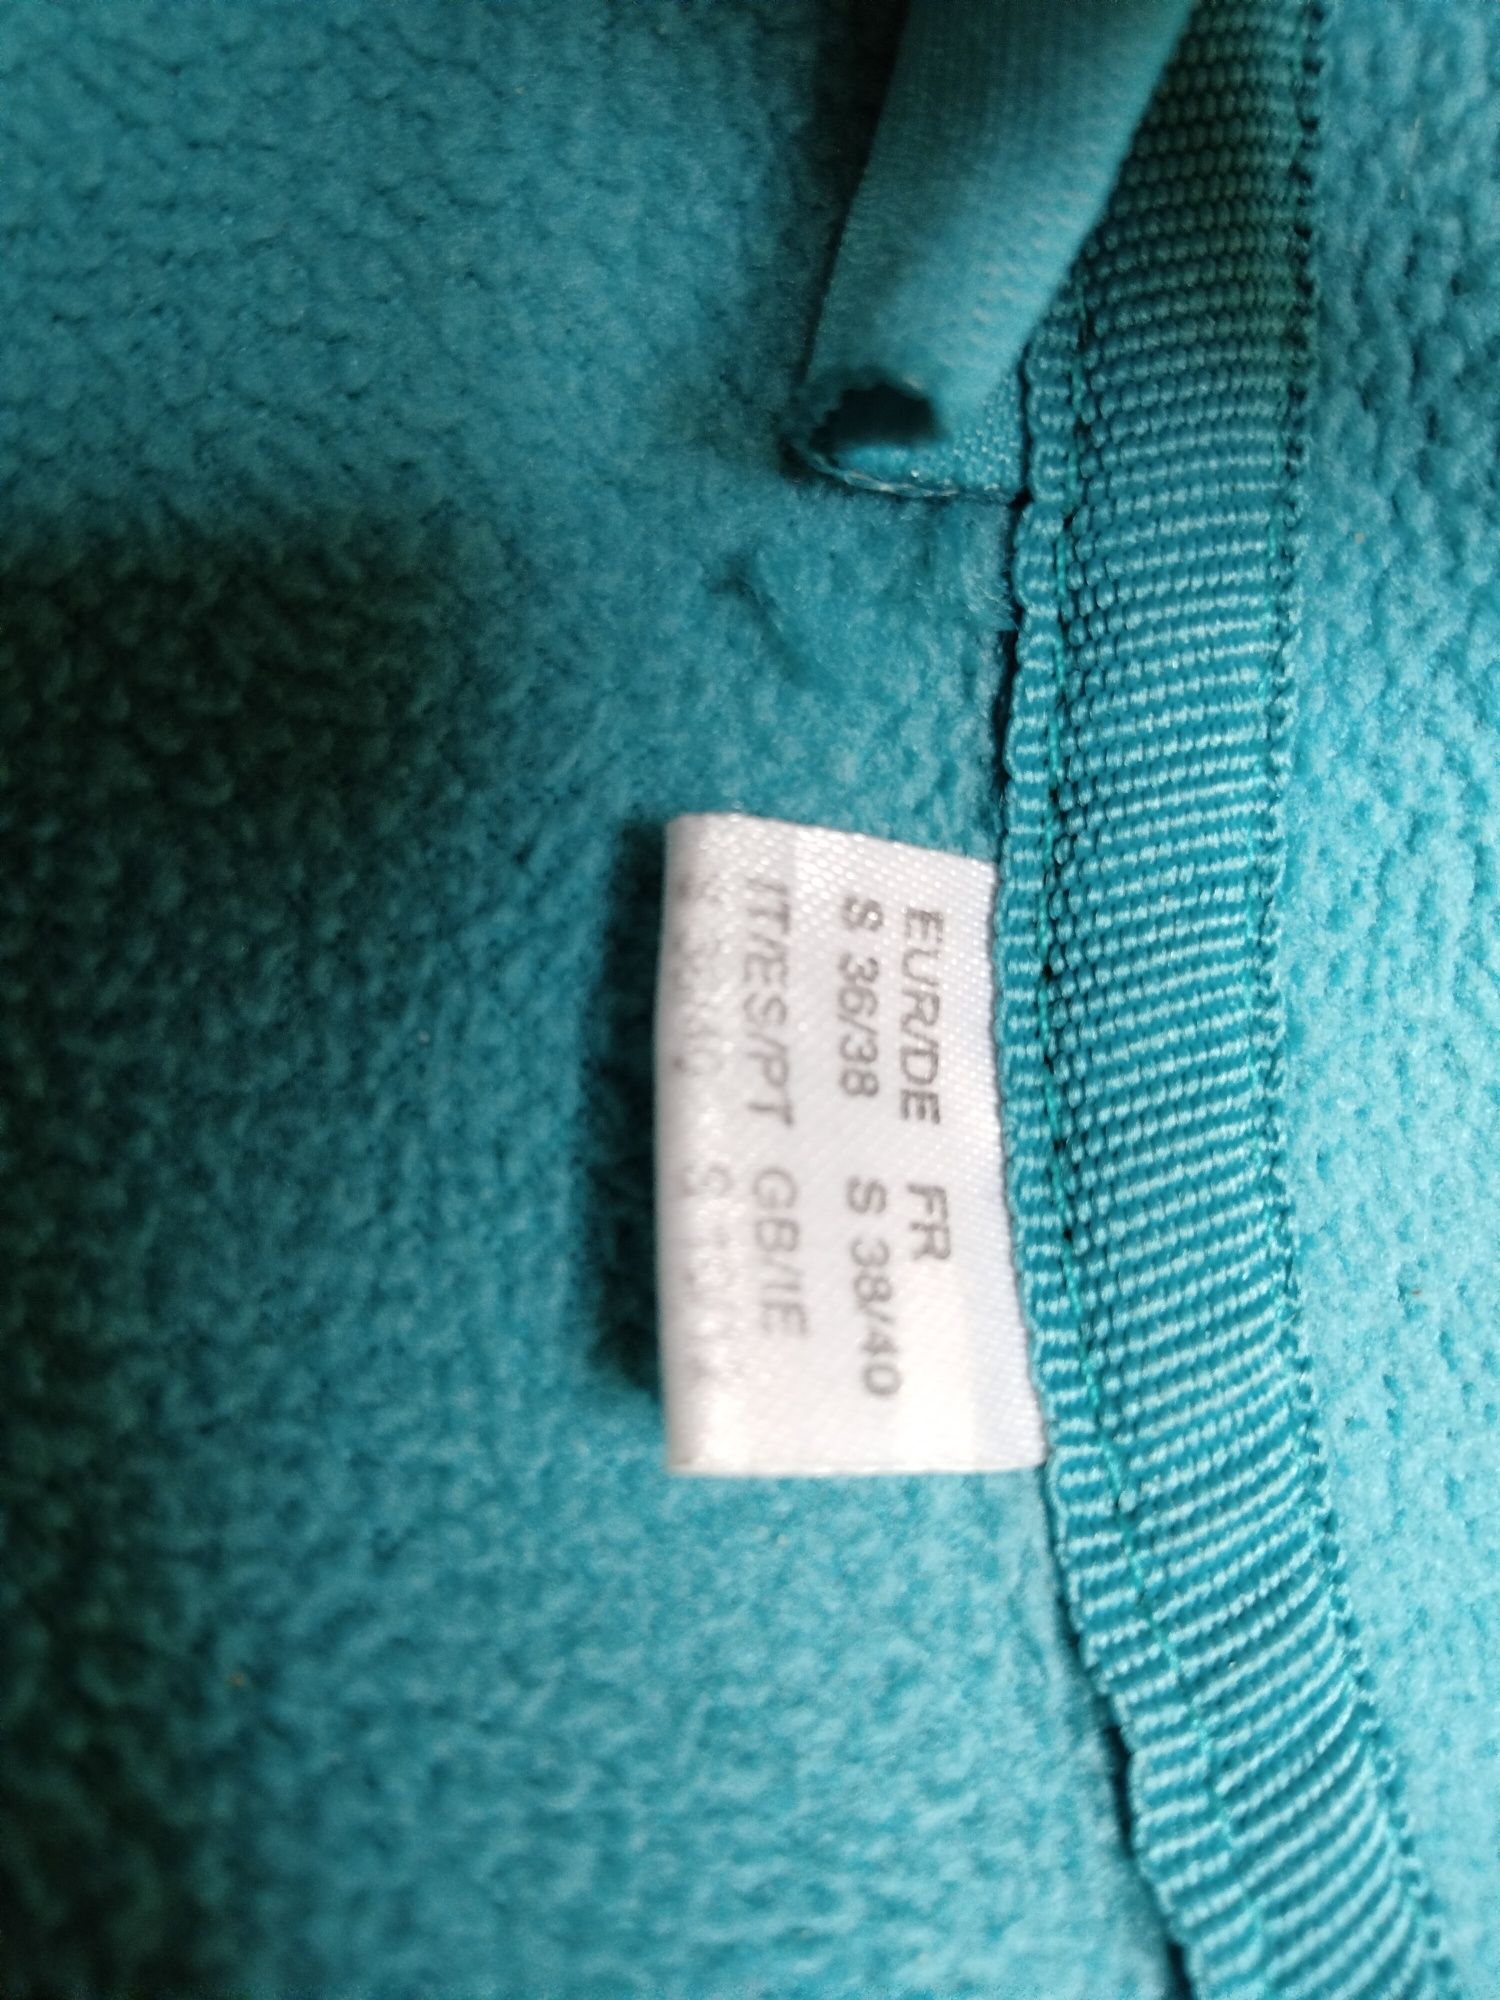 EUR/DE FR
S 36/38 S 38/40
IT/ES/PT GB/IE
S